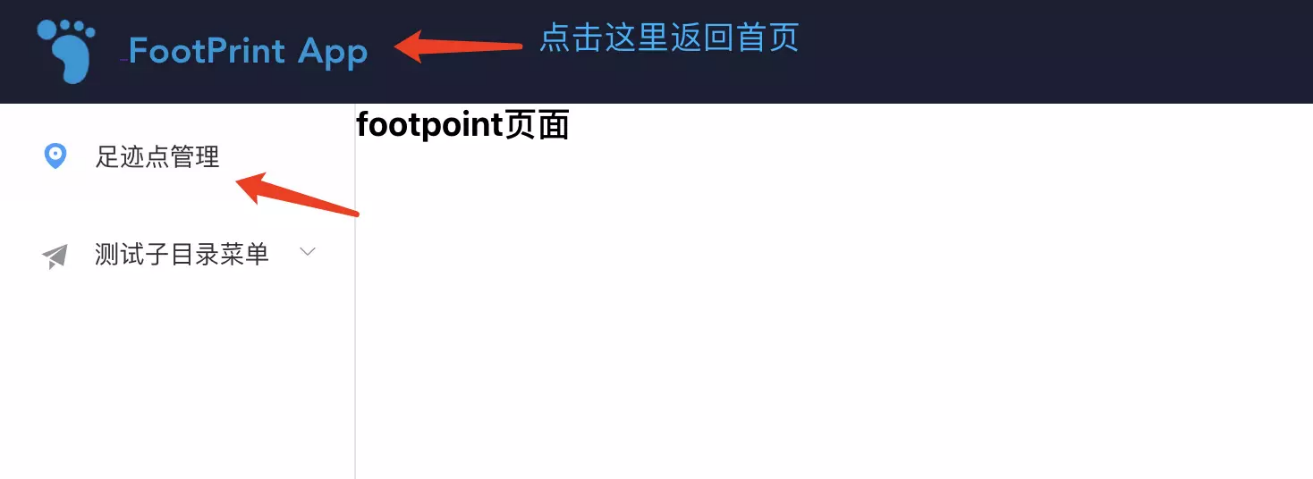 FootPrint App
点击这里返回首页
足迹点管理
footpoint页面
测试子目录菜单